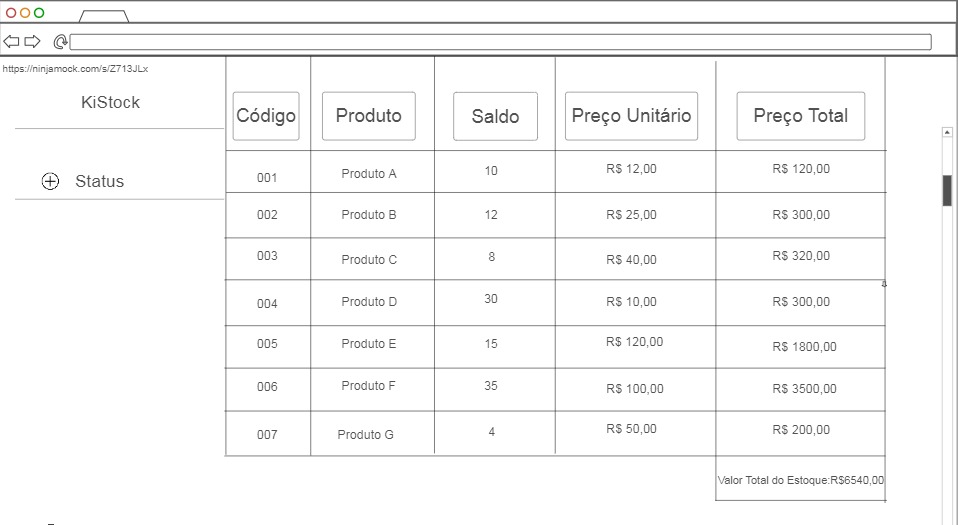 https://ninjamock.com/s/Z713JLx
KiStock
Status
Código Produto Saldo Preço Unitário Preço Total
001 Produto A 10 R$ 12,00 R$ 120,00
002 Produto B 12 R$ 25,00 R$ 300,00
003 Produto C 8 R$ 40,00 R$ 320,00
004 Produto D 30 R$ 10,00 R$ 300,00
005 Produto E 15 R$ 120,00 R$ 1800,00
006 Produto F 35 R$ 100,00 R$ 3500,00
007 Produto G 4 R$ 50,00 R$ 200,00
Valor Total do Estoque:R$6540,00